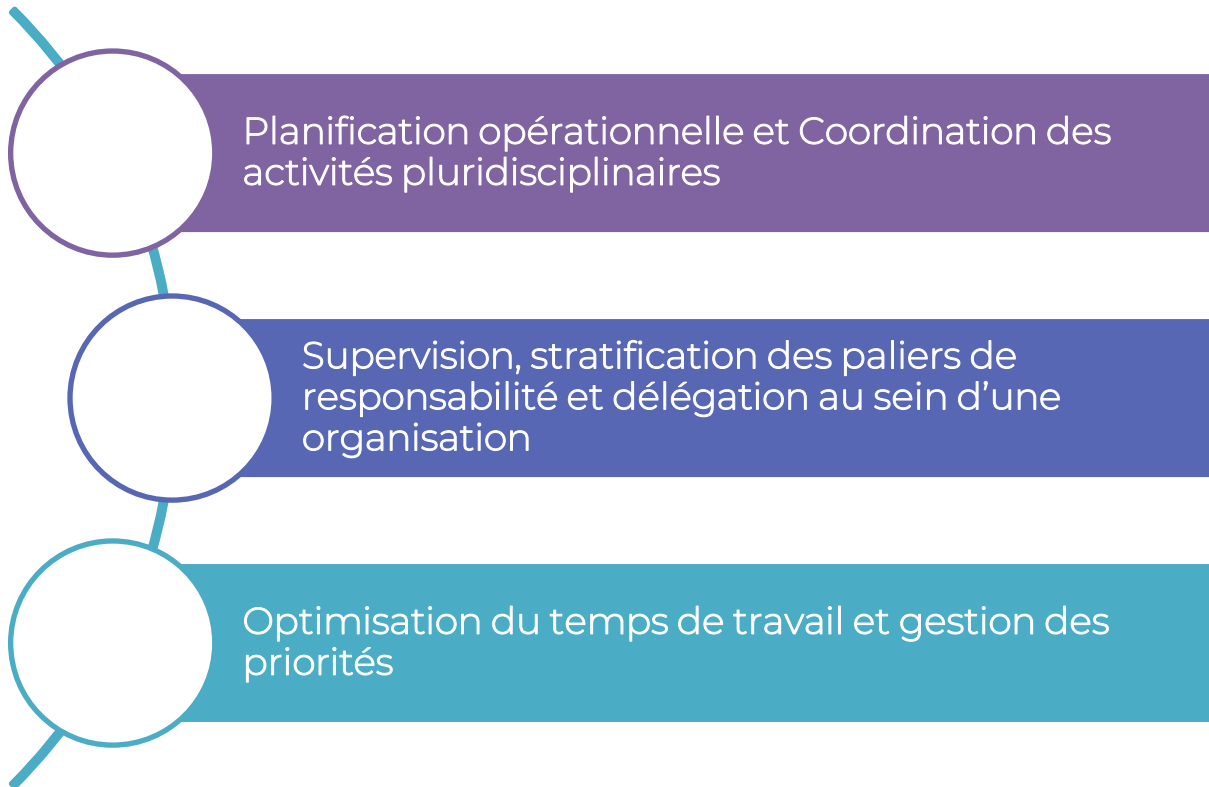 Planification opérationnelle et Coordination des
activités pluridisciplinaires
Supervision, stratification des paliers de
responsabilité et délégation au sein d’une
organisation
Optimisation du temps de travail et gestion des
priorités